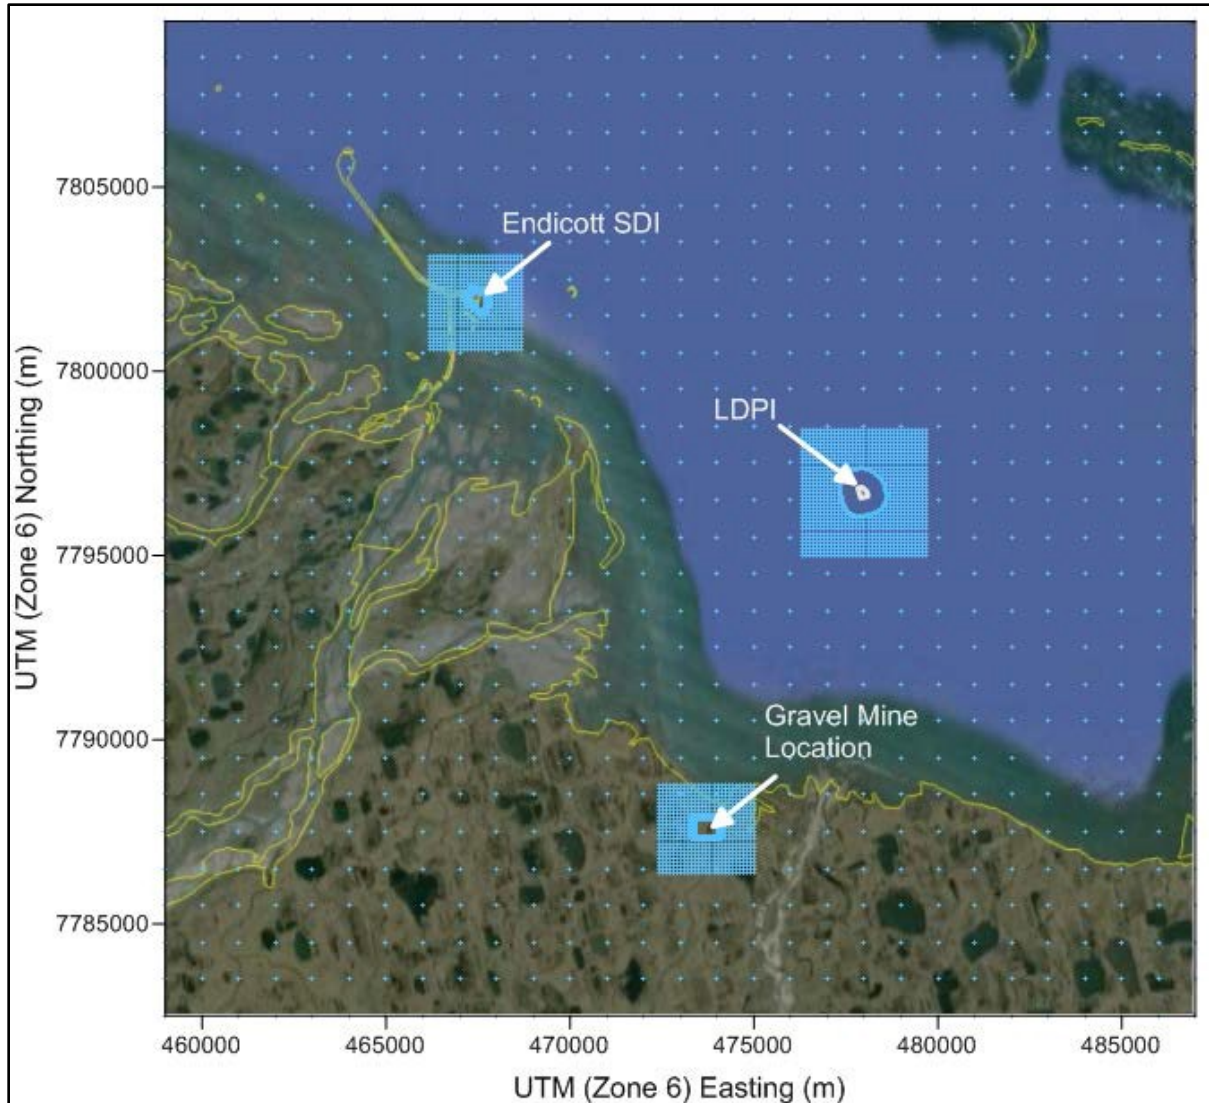 7805000
Endicott SDI
7800000
LDPI
7795000
Gravel Mine
Location
7790000
7785000
UTM (Zone 6) Northing (m)
460000 465000 470000 475000 480000 485000
UTM (Zone 6) Easting (m)